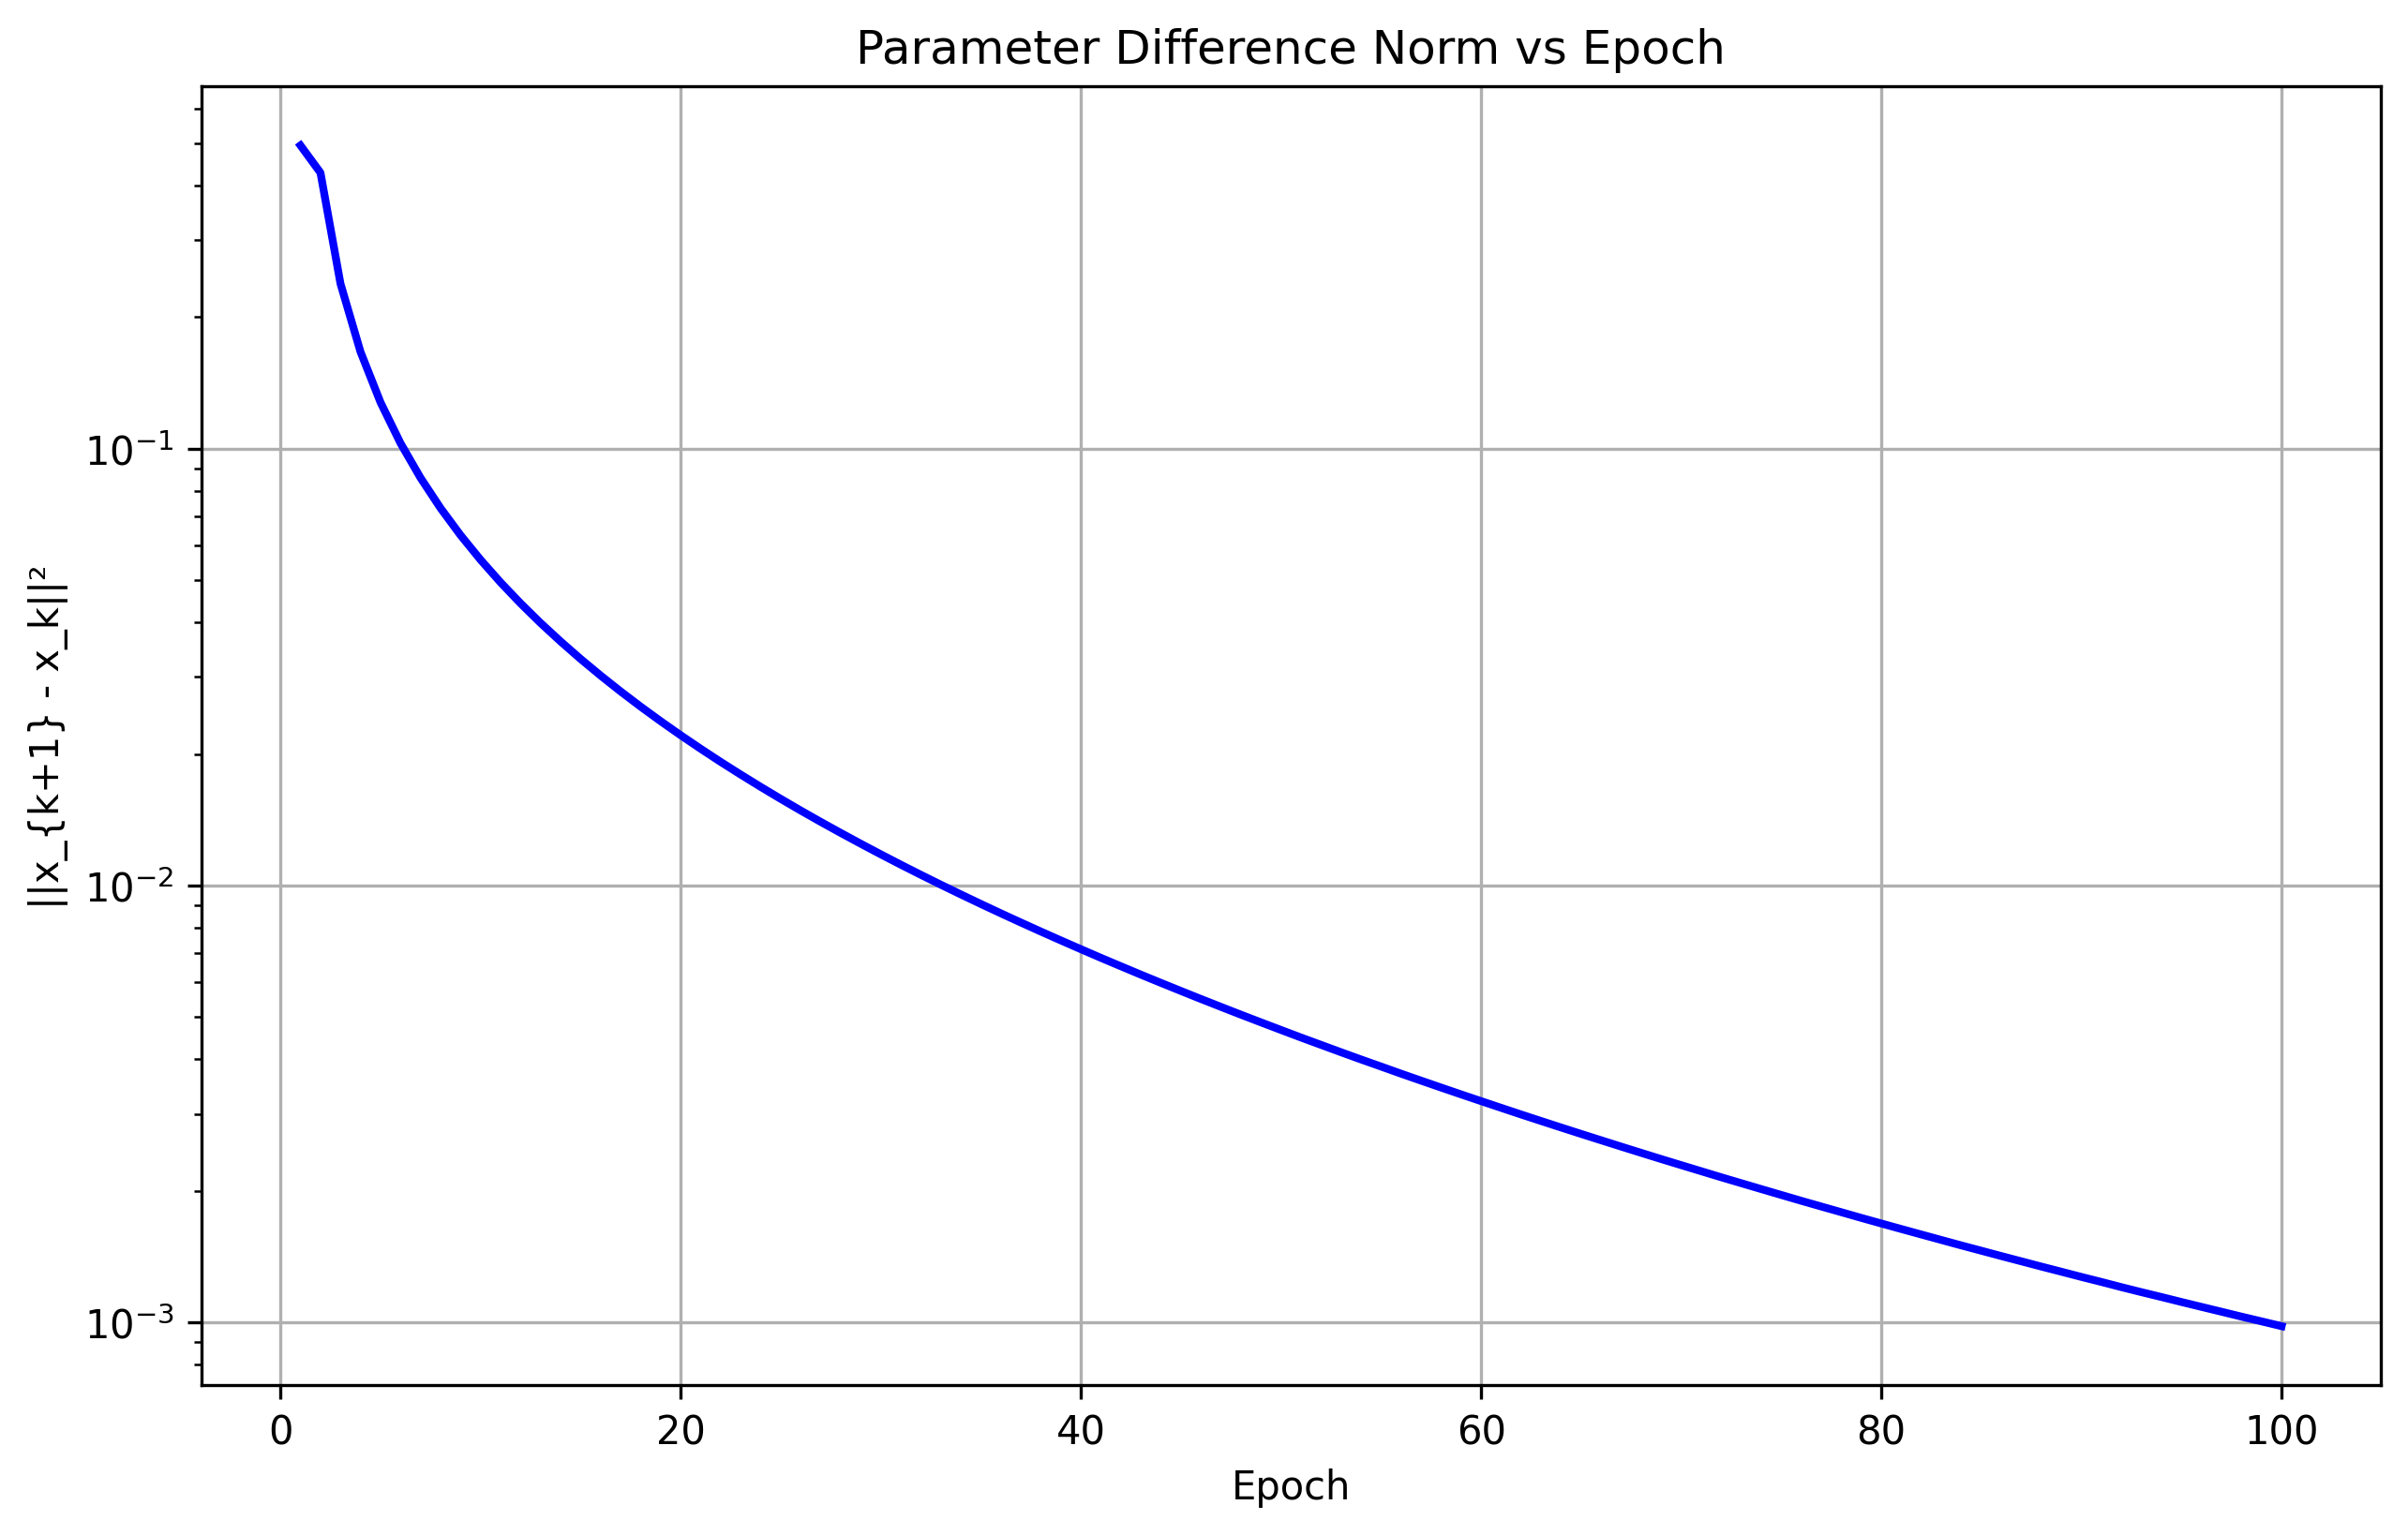 Parameter Difference Norm vs Epoch
||x_{k+1} - x_k||²
10⁻¹
10⁻²
10⁻³
0 20 40 60 80 100
Epoch